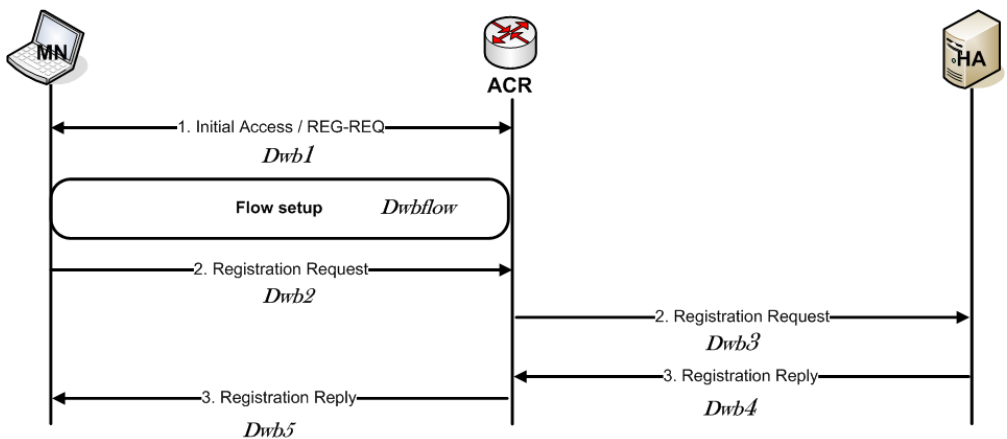 MN
HA
ACR
1. Initial Access / REG-REQ
Dwb1
Flow setup Dwbflow
2. Registration Request
Dwb2
2. Registration Request
Dwb3
3. Registration Reply
3. Registration Reply
Dwb4
Dwb5